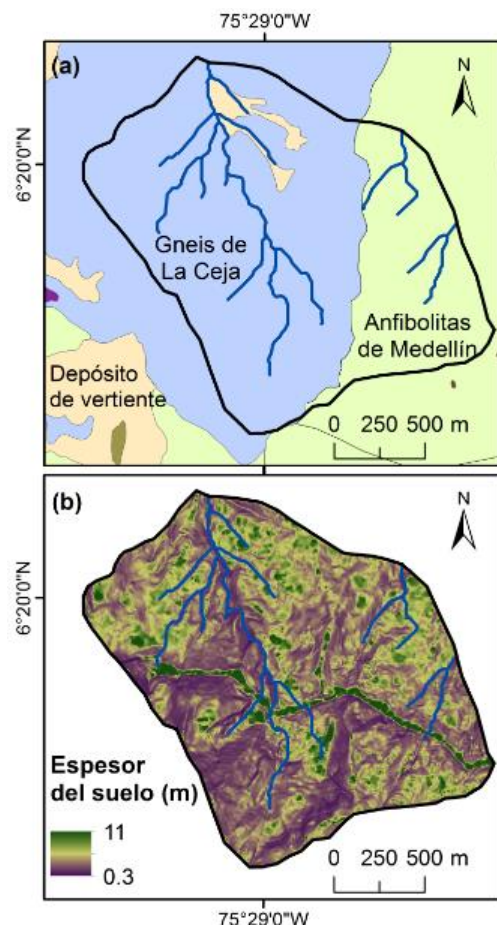 75°29'0"W
(a)
N
6°20'0"N
Gneis de
La Ceja
Anfibolitas
de Medellín
Depósito
de vertiente
0 250 500 m
(b)
N
6°20'0"N
Espesor
del suelo (m)
11
0.3
0 250 500 m
75°29'0"W